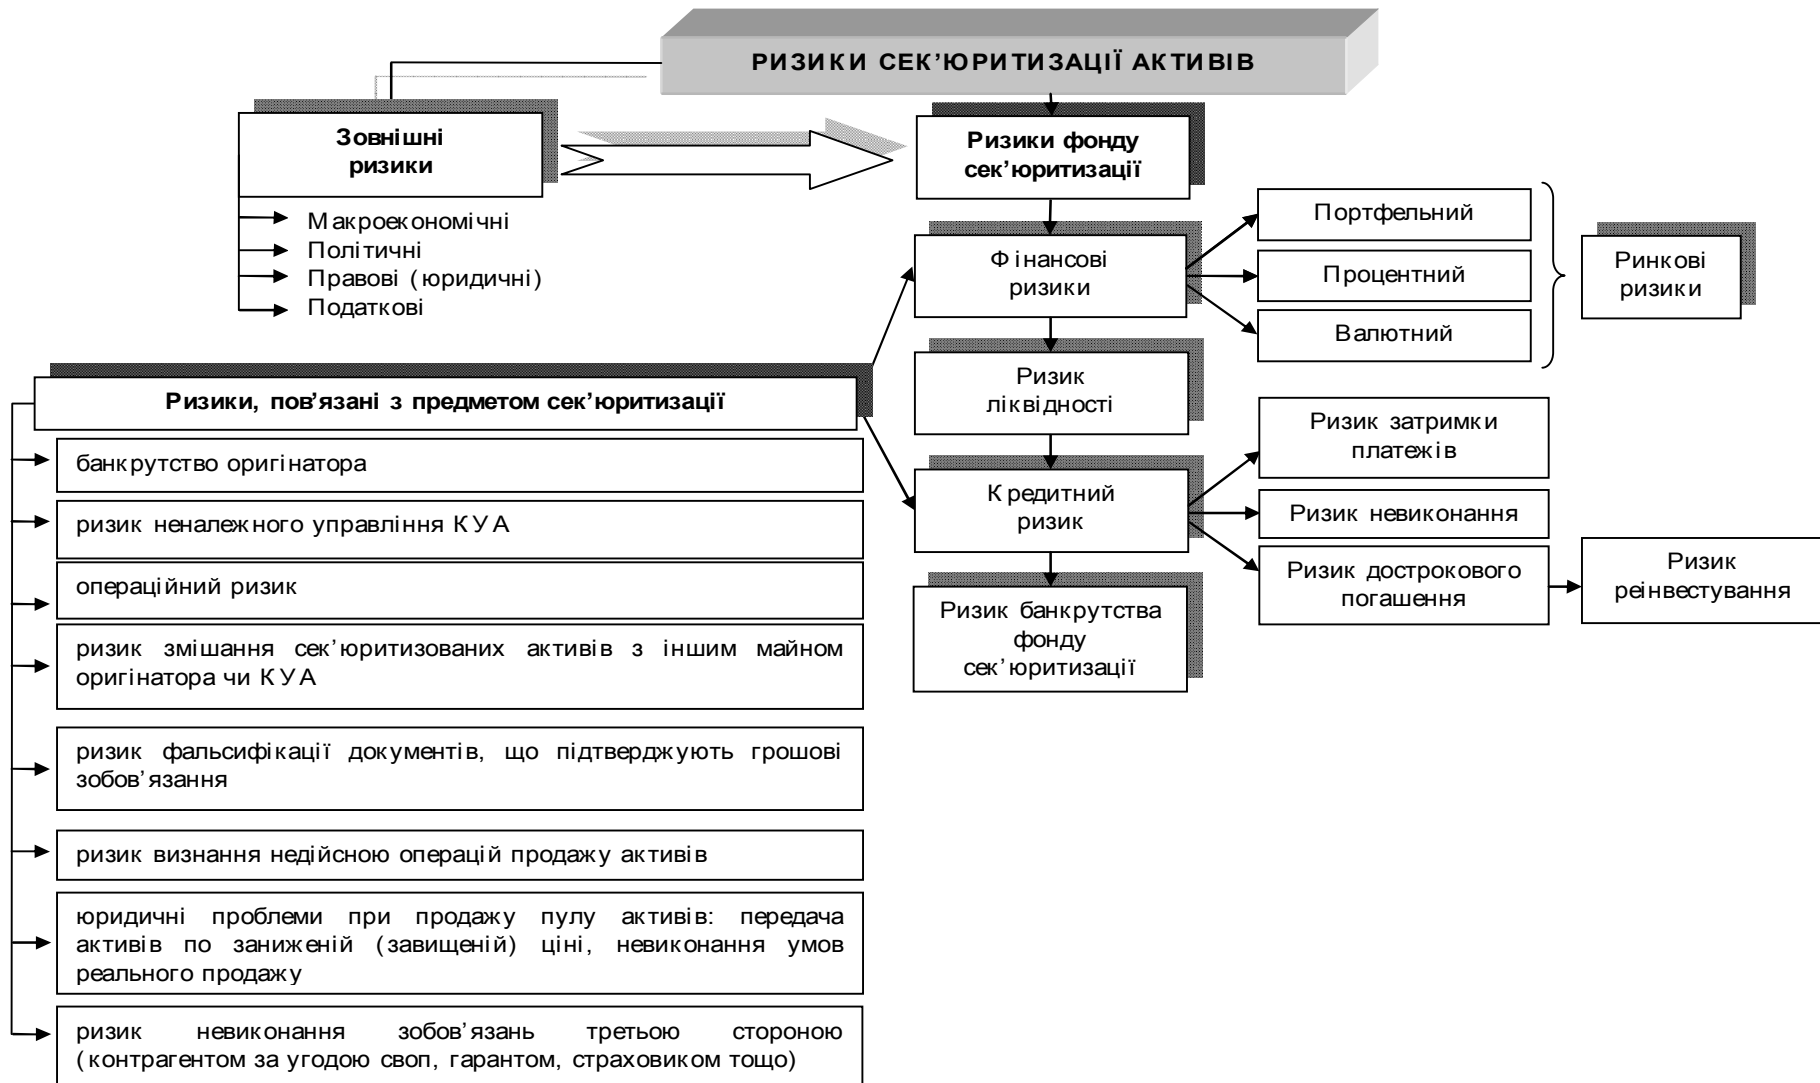 РИЗИКИ СЕК’ЮРИТИЗАЦІЇ АКТИВІВ
Зовнішні
ризики
Макроекономічні
Політичні
Правові (юридичні)
Податкові
Ризики фонду
сек’юритизації
Фінансові
ризики
Портфельний
Процентний
Валютний
Ринкові
ризики
Ризик
ліквідності
Кредитний
ризик
Ризик затримки
платежів
Ризик невиконання
Ризик дострокового
погашення
Ризик
реінвестування
Ризик банкрутства
фонду
сек’юритизації
Ризики, пов’язані з предметом сек’юритизації
банкрутство оригінатора
ризик неналежного управління КУА
операційний ризик
ризик змішання сек’юритизованих активів з іншим майном
оригінатора чи КУА
ризик фальсифікації документів, що підтверджують грошові
зобов’язання
ризик визнання недійсною операцій продажу активів
юридичні проблеми при продажу пулу активів: передача
активів по заниженій (завищеній) ціні, невиконання умов
реального продажу
ризик невиконання зобов’язань третьою стороною
(контрагентом за угодою своп, гарантом, страховиком тощо)